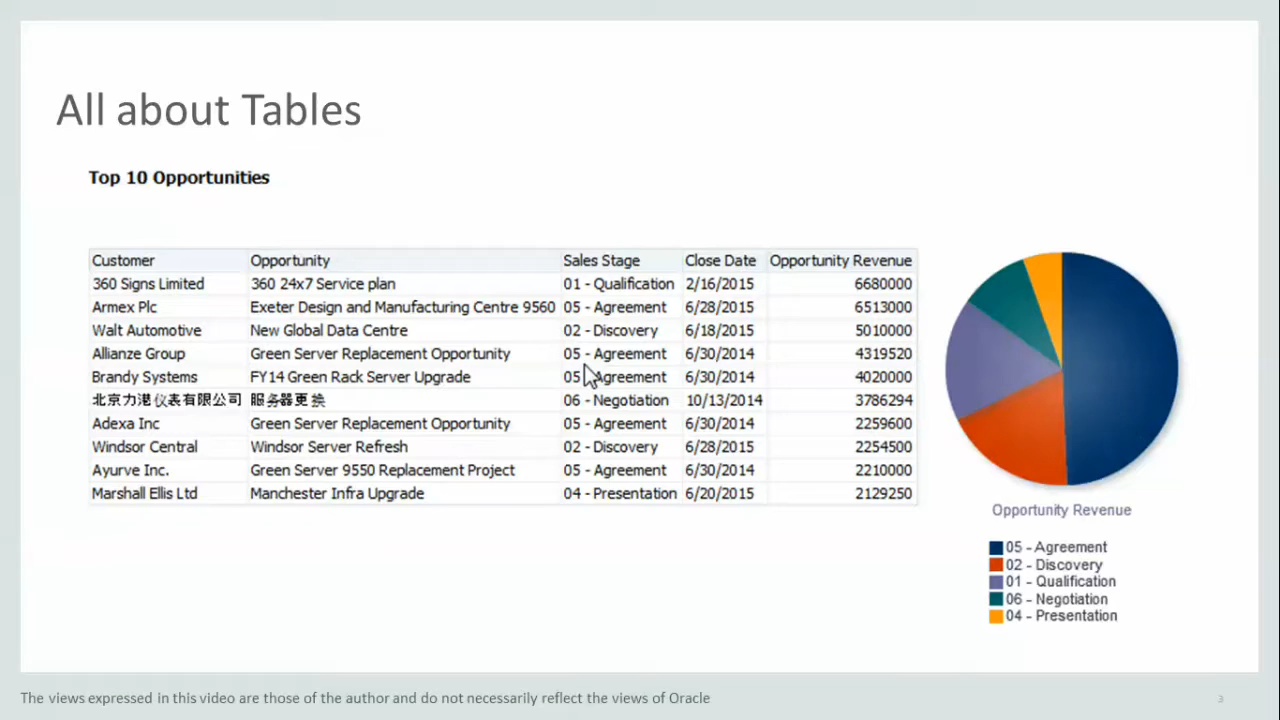 All about Tables
Top 10 Opportunities
Customer Opportunity Sales Stage Close Date Opportunity Revenue
360 Signs Limited 360 24x7 Service plan 01 - Qualification 2/16/2015 6680000
Armex Plc Exeter Design and Manufacturing Centre 9560 05 - Agreement 6/28/2015 6513000
Walt Automotive New Global Data Centre 02 - Discovery 6/18/2015 5010000
Allianze Group Green Server Replacement Opportunity 05 - Agreement 6/30/2014 4319520
Brandy Systems FY14 Green Rack Server Upgrade 05 - Agreement 6/30/2014 4020000
北京力港仪表有限公司 服务器更换 06 - Negotiation 10/13/2014 3786294
Adexa Inc Green Server Replacement Opportunity 05 - Agreement 6/30/2014 2259600
Windsor Central Windsor Server Refresh 02 - Discovery 6/28/2015 2254500
Ayurve Inc. Green Server 9550 Replacement Project 05 - Agreement 6/30/2014 2210000
Marshall Ellis Ltd Manchester Infra Upgrade 04 - Presentation 6/20/2015 2129250
Opportunity Revenue
05 - Agreement
02 - Discovery
01 - Qualification
06 - Negotiation
04 - Presentation
The views expressed in this video are those of the author and do not necessarily reflect the views of Oracle
3